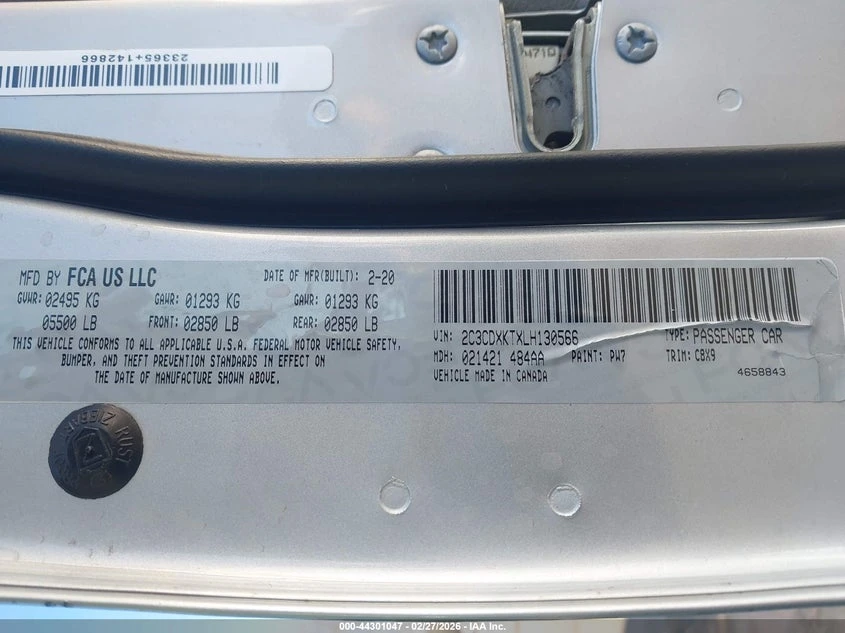 23365+142866
471Q
MFD BY FCA US LLC
DATE OF MFR(BUILT): 2-20
GVWR: 02495 KG GAWR: 01293 KG GAWR: 01293 KG
05500 LB FRONT: 02850 LB REAR: 02850 LB
THIS VEHICLE CONFORMS TO ALL APPLICABLE U.S.A. FEDERAL MOTOR VEHICLE SAFETY,
BUMPER, AND THEFT PREVENTION STANDARDS IN EFFECT ON
THE DATE OF MANUFACTURE SHOWN ABOVE.
VIN: 2C3CDXKTXLH130566 TYPE: PASSENGER CAR
MDH: 021421 484AA PAINT: PW7 TRIM: C8X9
VEHICLE MADE IN CANADA 4658843
ZIEBART RUST
000-44301047 - 02/27/2026 - IAA Inc.